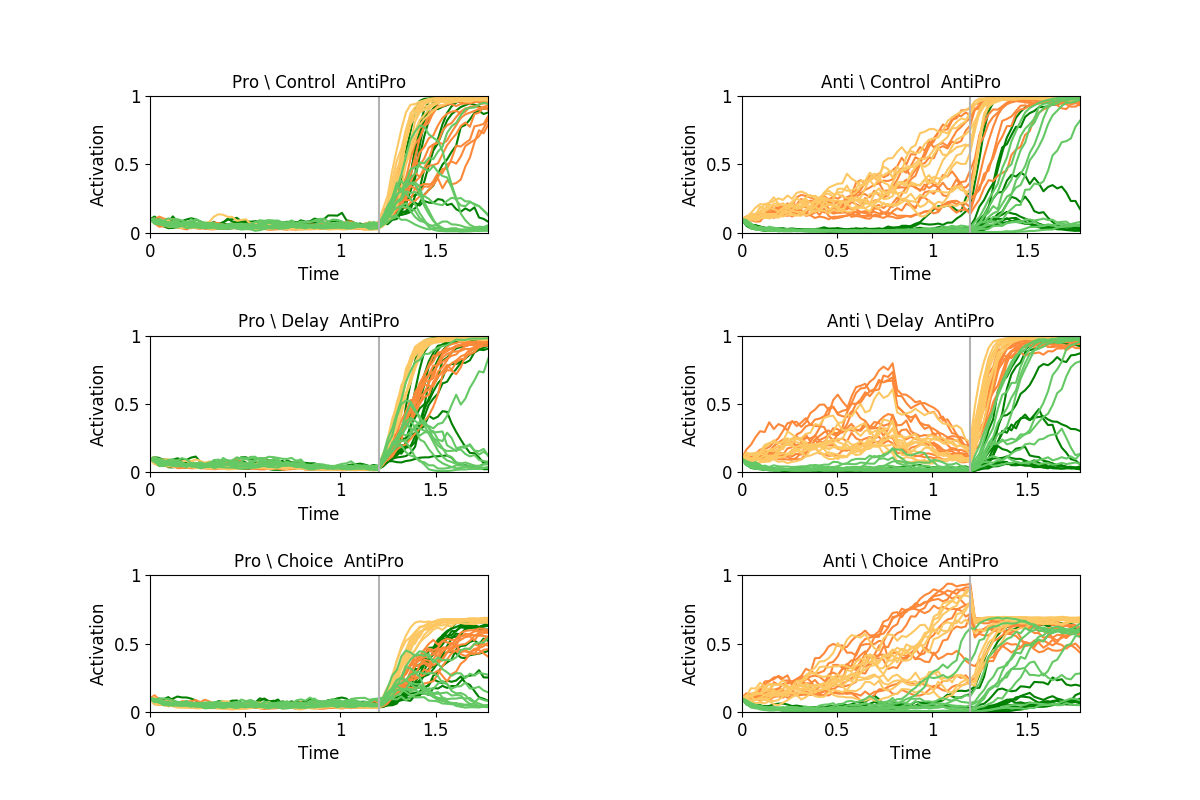 Pro \ Control  AntiPro
1
0.5
0
Activation
0 0.5 1 1.5
Time
Anti \ Control  AntiPro
1
0.5
0
Activation
0 0.5 1 1.5
Time
Pro \ Delay  AntiPro
1
0.5
0
Activation
0 0.5 1 1.5
Time
Anti \ Delay  AntiPro
1
0.5
0
Activation
0 0.5 1 1.5
Time
Pro \ Choice  AntiPro
1
0.5
0
Activation
0 0.5 1 1.5
Time
Anti \ Choice  AntiPro
1
0.5
0
Activation
0 0.5 1 1.5
Time